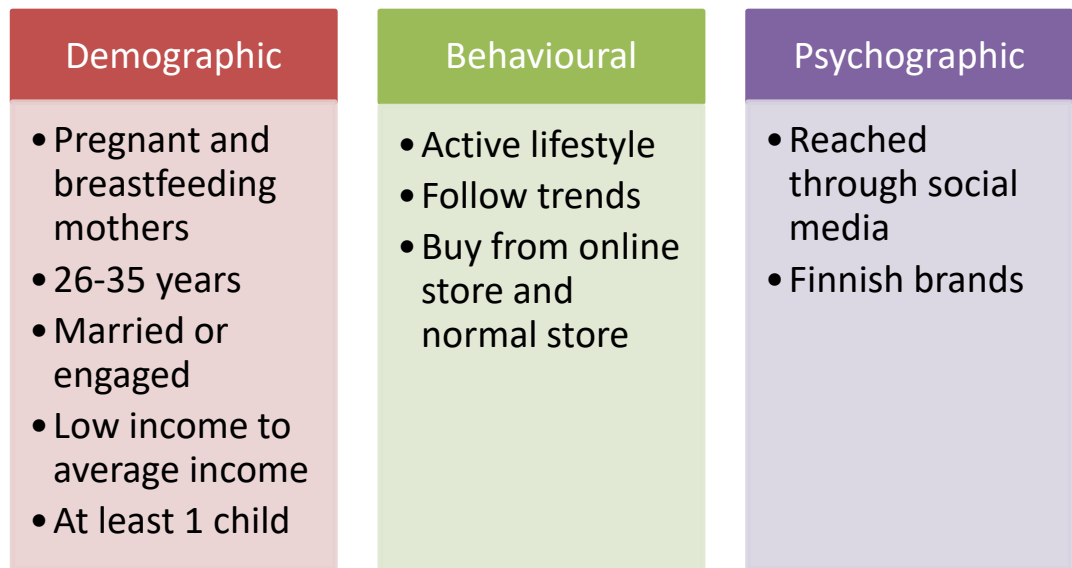 Demographic
• Pregnant and
breastfeeding
mothers
• 26-35 years
• Married or
engaged
• Low income to
average income
• At least 1 child
Behavioural
• Active lifestyle
• Follow trends
• Buy from online
store and
normal store
Psychographic
• Reached
through social
media
• Finnish brands